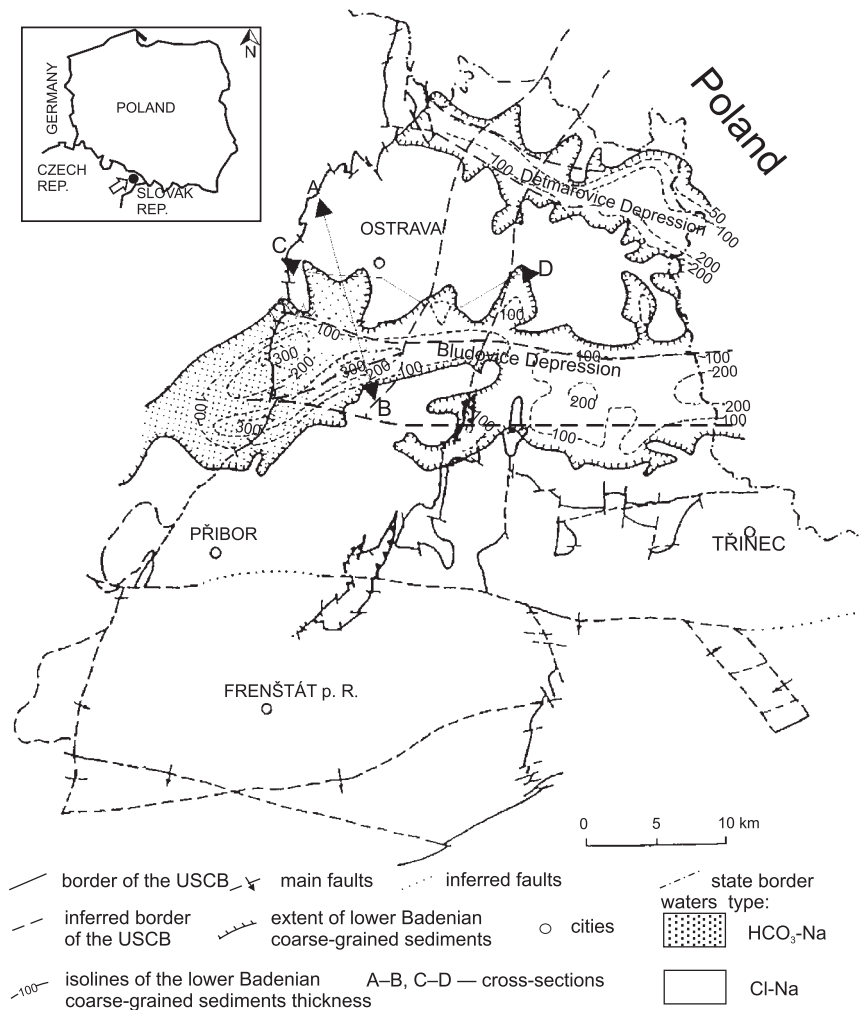 N
GERMANY
POLAND
CZECH
REP.
SLOVAK
REP.
Poland
A
C
OSTRAVA
D
B
100
Detmarovice Depression
50
100
200
200
100
100
300
200
300
200
100
Bludovice Depression
100
100
200
200
200
100
100
300
100
100
PŘIBOR
TŘINEC
FRENŠTÁT p. R.
0 5 10 km
border of the USCB
main faults
inferred faults
state border
inferred border
of the USCB
extent of lower Badenian
coarse-grained sediments
cities
waters type:
HCO₃-Na
100
isolines of the lower Badenian
coarse-grained sediments thickness
A–B, C–D — cross-sections
Cl-Na